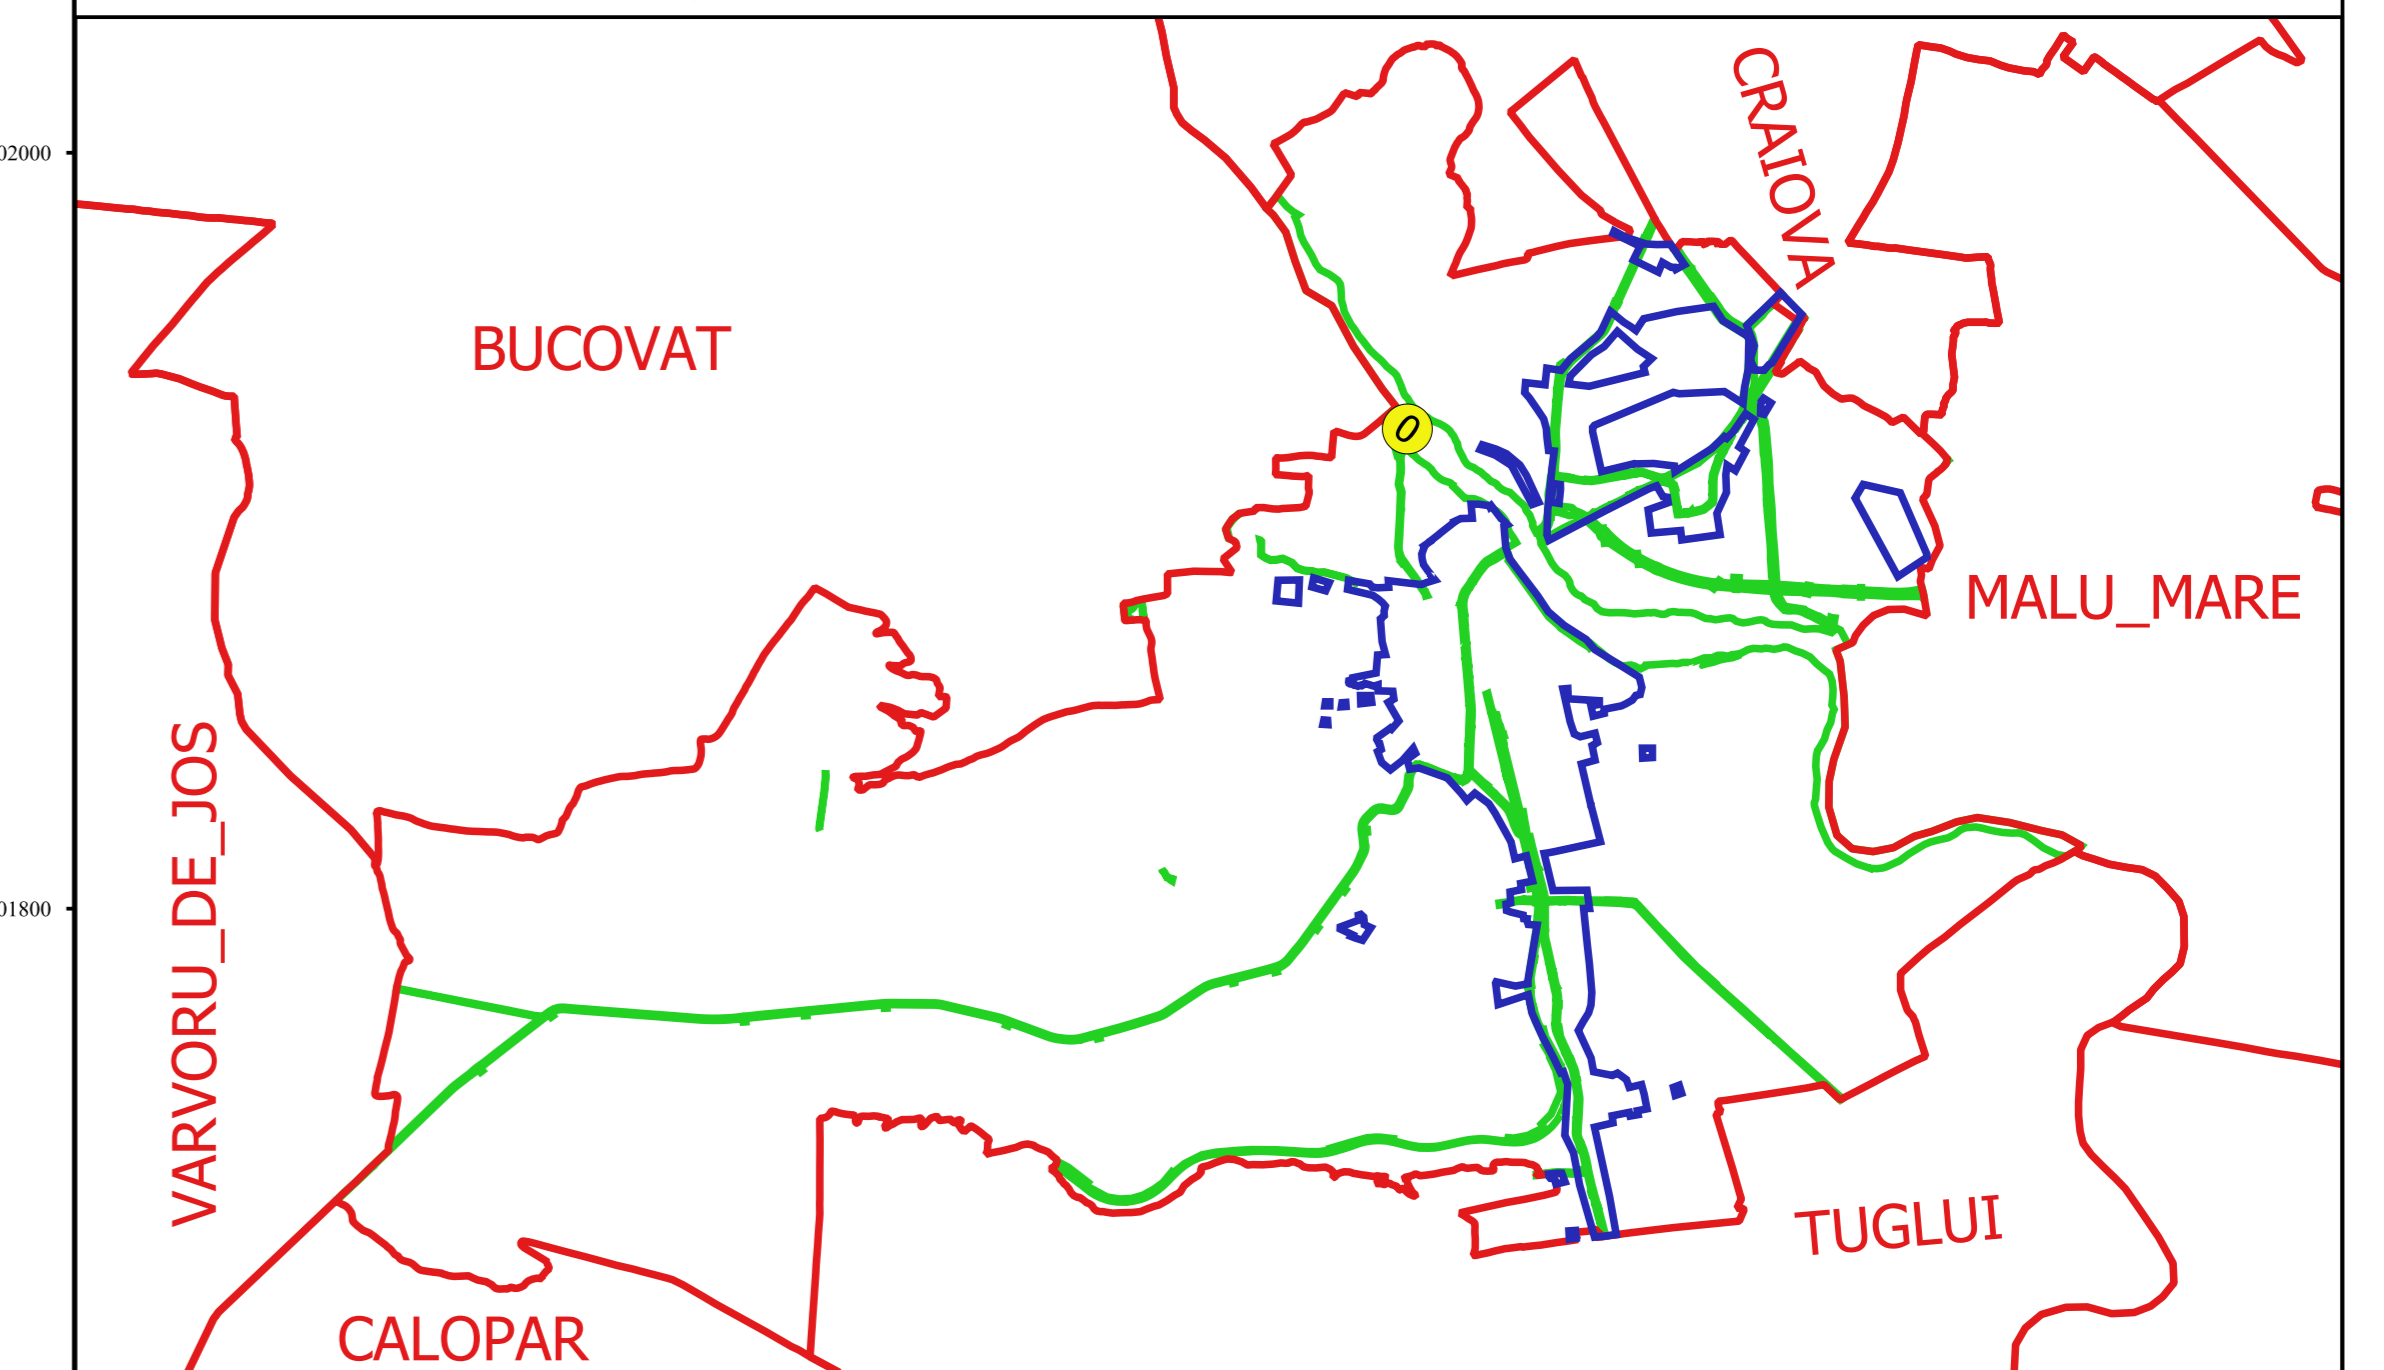 CRAIOVA
02000
BUCOVAT
0
MALU_MARE
VARVORU_DE_JOS
01800
TUGLUI
CALOPAR